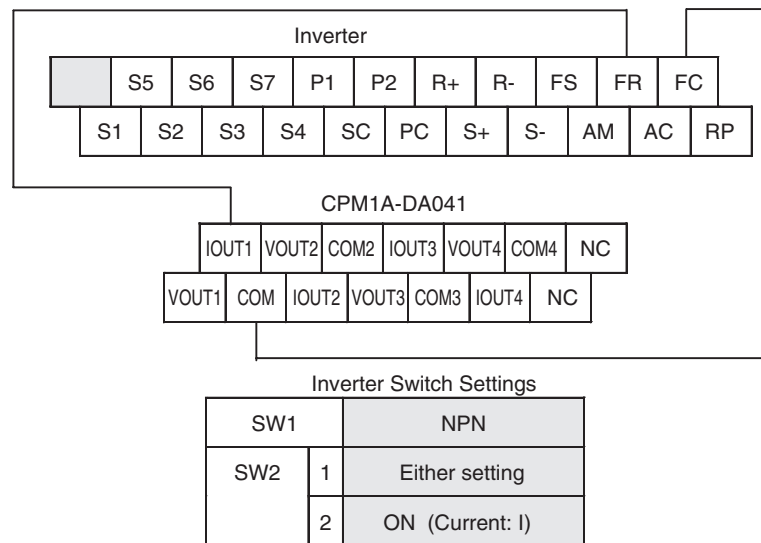 Inverter
S5 S6 S7 P1 P2 R+ R- FS FR FC
S1 S2 S3 S4 SC PC S+ S- AM AC RP
CPM1A-DA041
IOUT1 VOUT2 COM2 IOUT3 VOUT4 COM4 NC
VOUT1 COM IOUT2 VOUT3 COM3 IOUT4 NC
Inverter Switch Settings
SW1 NPN
SW2 1 Either setting
2 ON (Current: I)